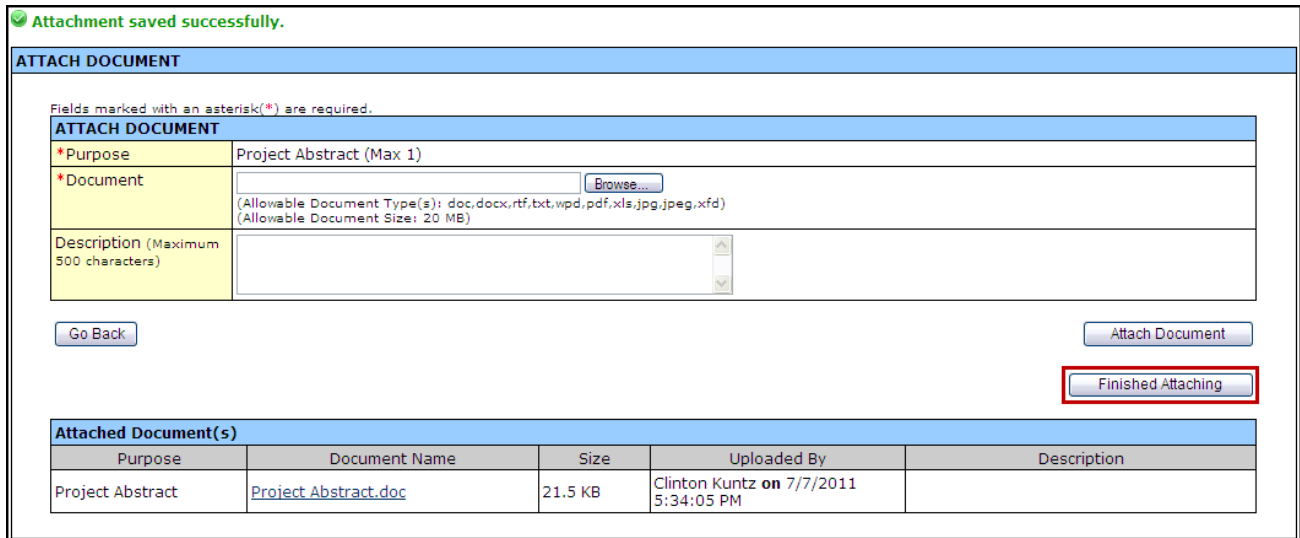 Attachment saved successfully.
ATTACH DOCUMENT
Fields marked with an asterisk(*) are required.
ATTACH DOCUMENT
*Purpose
Project Abstract (Max 1)
*Document
Browse...
(Allowable Document Type(s): doc,docx,rtf,txt,wpd,pdf,xls,jpg,jpeg,xfd)
(Allowable Document Size: 20 MB)
Description (Maximum
500 characters)
Go Back
Attach Document
Finished Attaching
Attached Document(s)
Purpose Document Name Size Uploaded By Description
Project Abstract Project Abstract.doc 21.5 KB Clinton Kuntz on 7/7/2011
5:34:05 PM